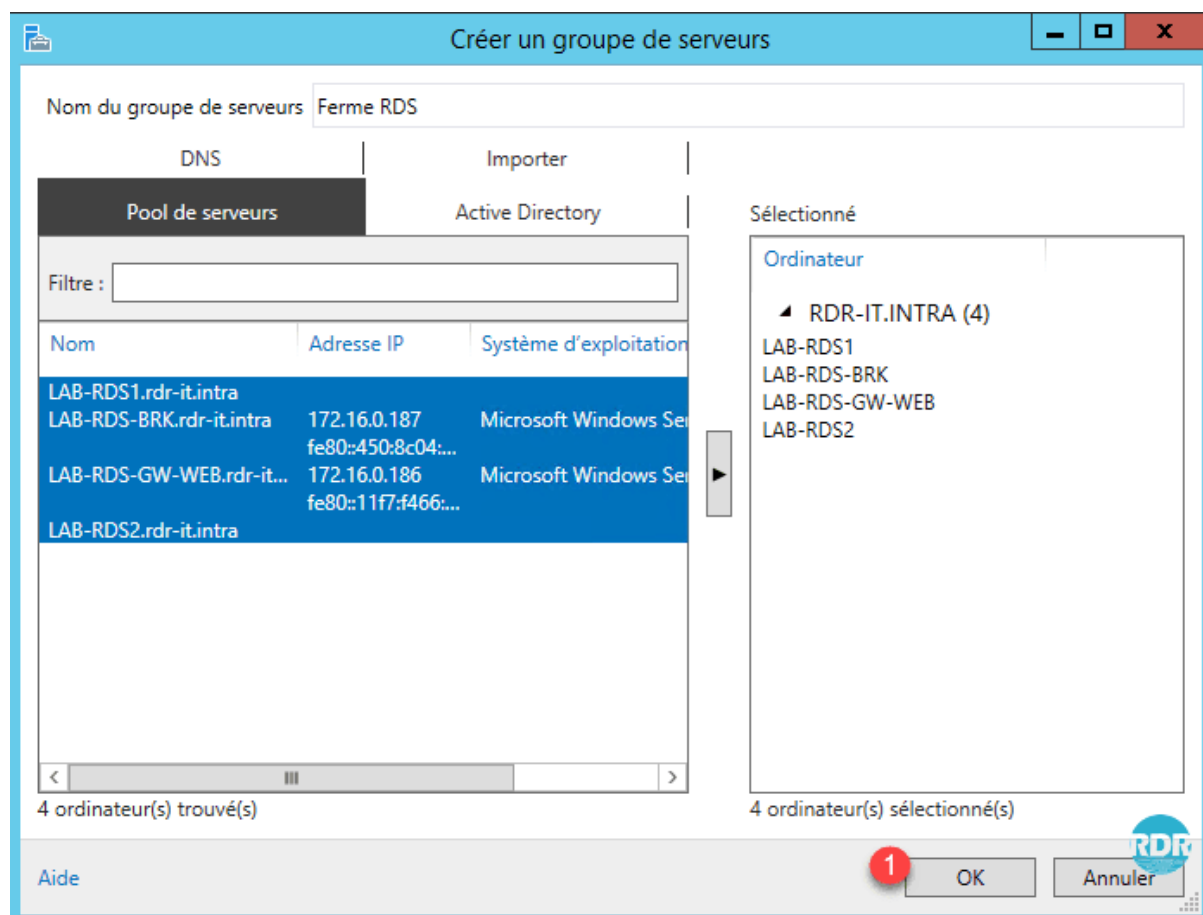 Créer un groupe de serveurs
Nom du groupe de serveurs Ferme RDS
DNS Importer
Pool de serveurs Active Directory
Sélectionné
Filtre :
Ordinateur
Nom Adresse IP Système d'exploitation
RDR-IT.INTRA (4)
LAB-RDS1
LAB-RDS-BRK
LAB-RDS-GW-WEB
LAB-RDS2
LAB-RDS1.rdr-it.intra
LAB-RDS-BRK.rdr-it.intra 172.16.0.187 Microsoft Windows Ser
fe80::450:8c04:...
LAB-RDS-GW-WEB.rdr-it... 172.16.0.186 Microsoft Windows Ser
fe80::11f7:f466:...
LAB-RDS2.rdr-it.intra
4 ordinateur(s) trouvé(s)
4 ordinateur(s) sélectionné(s)
RDR
Aide
1
OK
Annuler